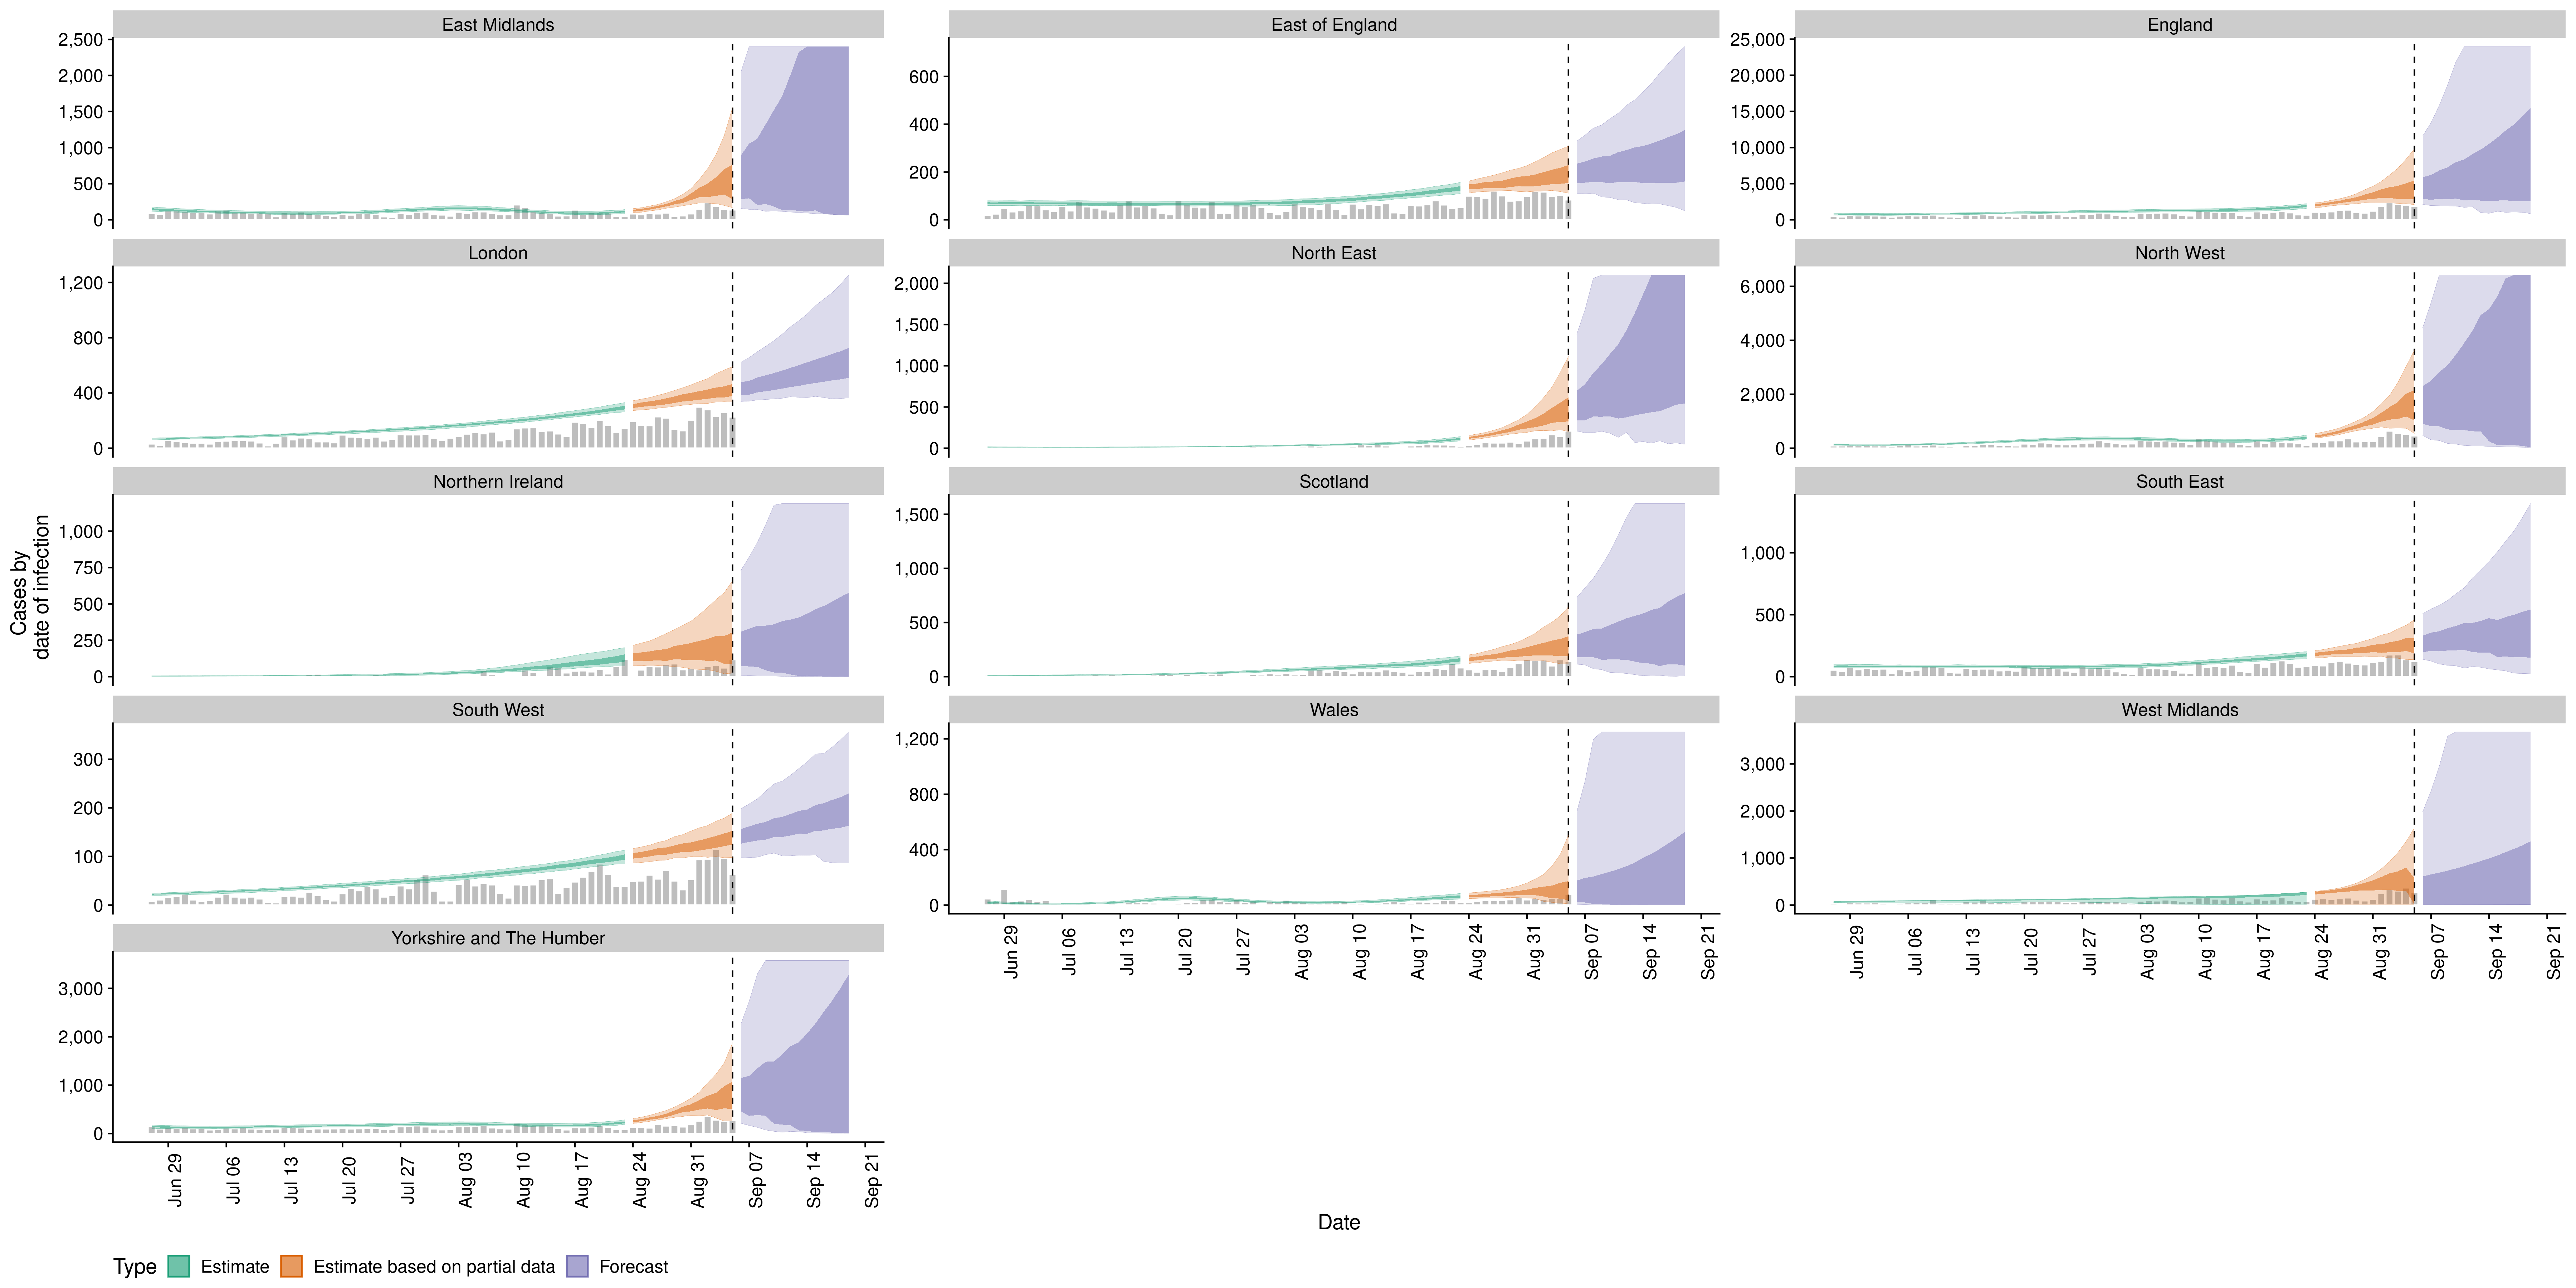 East Midlands
2,500
2,000
1,500
1,000
500
0
East of England
600
400
200
0
England
25,000
20,000
15,000
10,000
5,000
0
London
1,200
800
400
0
North East
2,000
1,500
1,000
500
0
North West
6,000
4,000
2,000
0
Northern Ireland
1,000
750
500
250
0
Scotland
1,500
1,000
500
0
South East
1,000
500
0
Cases by
date of infection
South West
300
200
100
0
Wales
1,200
800
400
0
Jun 29
Jul 06
Jul 13
Jul 20
Jul 27
Aug 03
Aug 10
Aug 17
Aug 24
Aug 31
Sep 07
Sep 14
Sep 21
West Midlands
3,000
2,000
1,000
0
Jun 29
Jul 06
Jul 13
Jul 20
Jul 27
Aug 03
Aug 10
Aug 17
Aug 24
Aug 31
Sep 07
Sep 14
Sep 21
Yorkshire and The Humber
3,000
2,000
1,000
0
Jun 29
Jul 06
Jul 13
Jul 20
Jul 27
Aug 03
Aug 10
Aug 17
Aug 24
Aug 31
Sep 07
Sep 14
Sep 21
Date
Type Estimate Estimate based on partial data Forecast